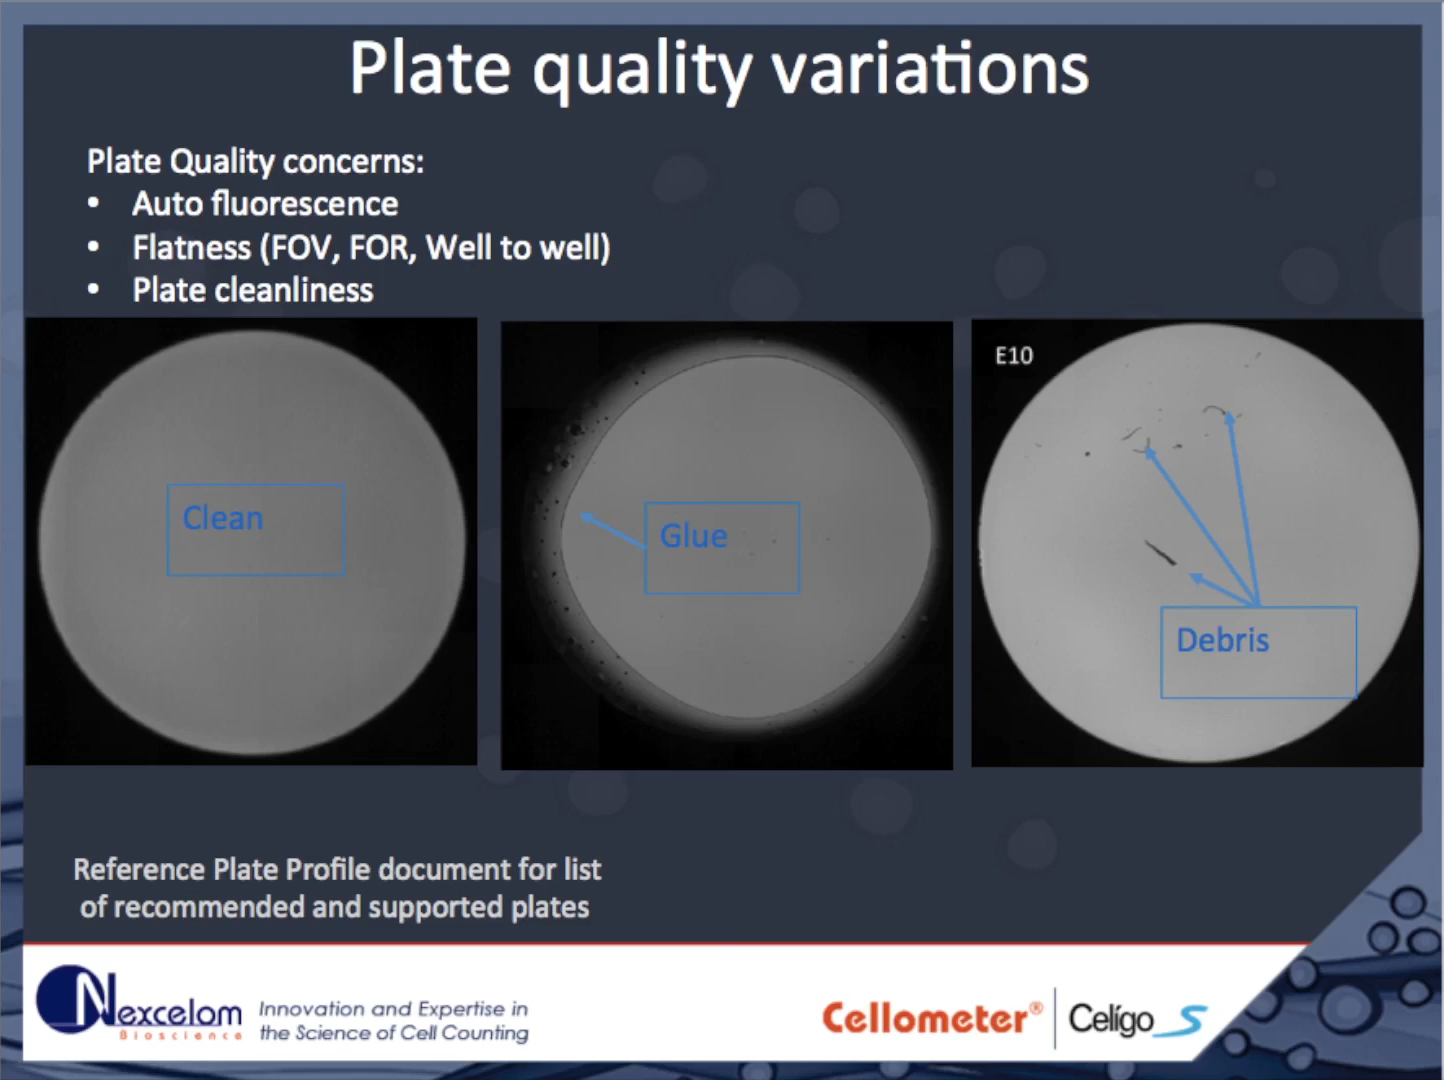 Plate quality variations
Plate Quality concerns:
• Auto fluorescence
• Flatness (FOV, FOR, Well to well)
• Plate cleanliness
Clean
Glue
E10
Debris
Reference Plate Profile document for list
of recommended and supported plates
Nexcelom
Bioscience
Innovation and Expertise in
the Science of Cell Counting
Cellometer®
Celígo S